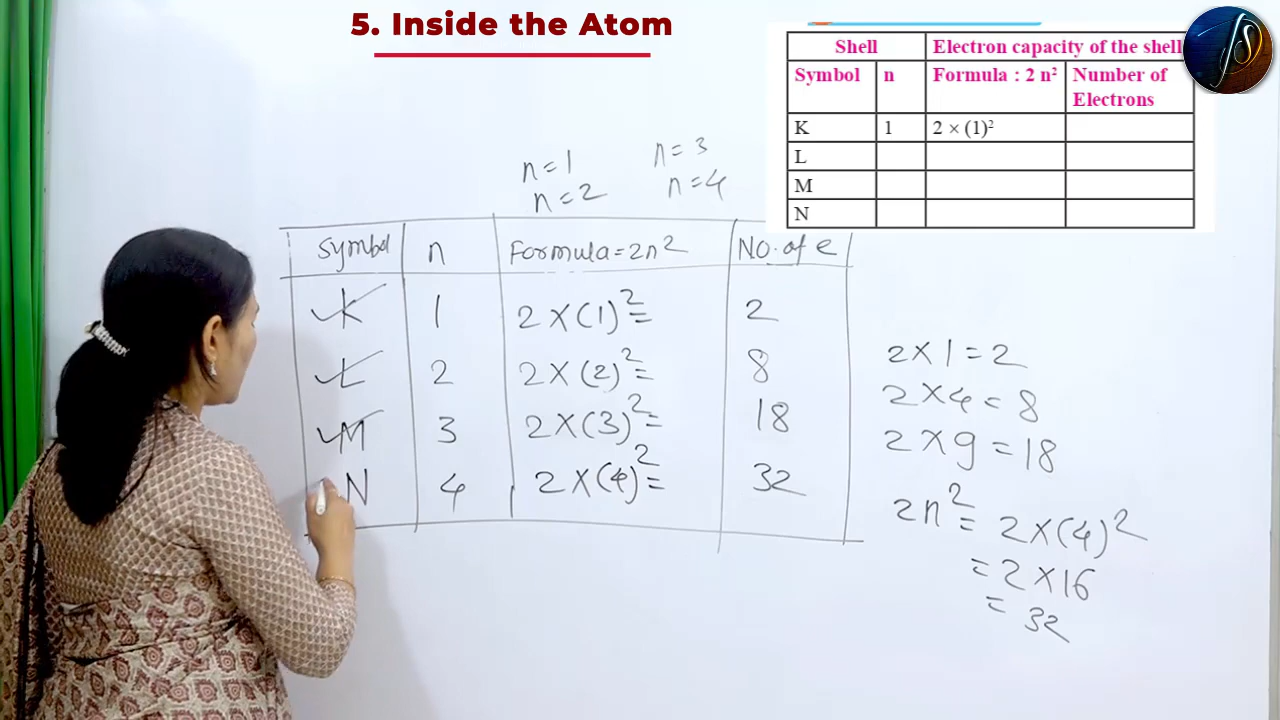 5. Inside the Atom
Shell Electron capacity of the shell
Symbol n Formula : 2 n² Number of Electrons
K 1 2 × (1)²
L
M
N
n=1 n=3
n=2 n=4
Symbol n Formula=2n² No. of e
K 1 2×(1)²= 2
L 2 2×(2)²= 8
M 3 2×(3)²= 18
N 4 2×(4)²= 32
2×1=2
2×4=8
2×9=18
2n²=2×(4)²
=2×16
=32